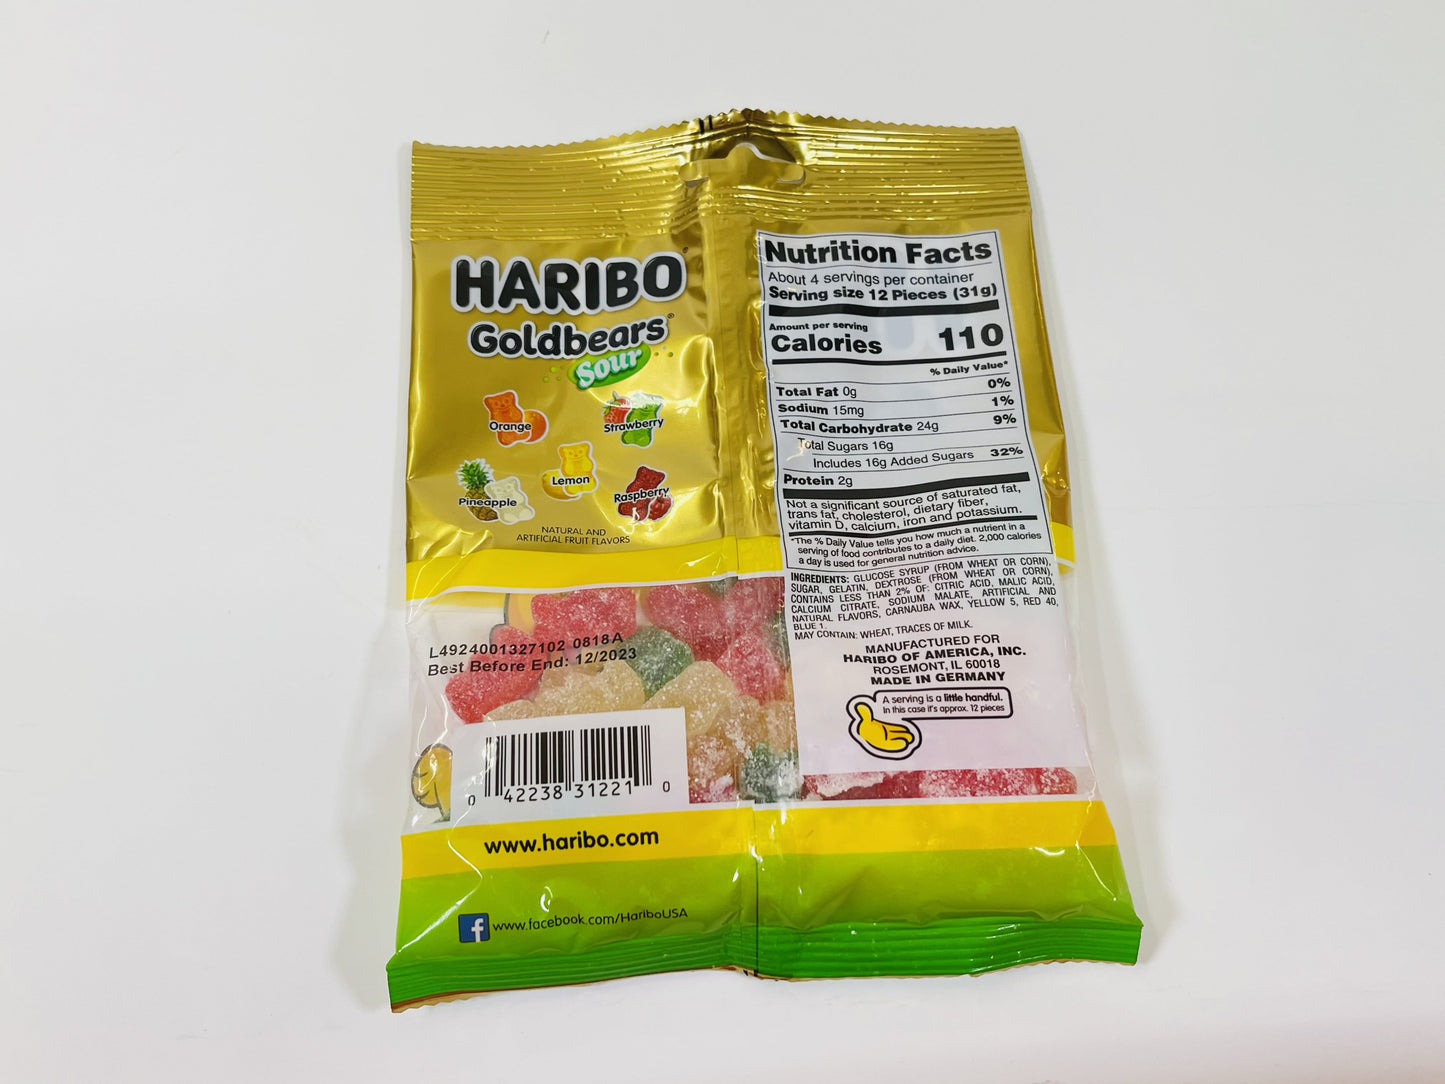 HARIBO®
Goldbears®
Sour
Orange
Strawberry
Lemon
Pineapple
Raspberry
NATURAL AND
ARTIFICIAL FRUIT FLAVORS
L4924001327102 0818A
Best Before End: 12/2023
0 42238 31221 0
www.haribo.com
f www.facebook.com/HariboUSA
Nutrition Facts
About 4 servings per container
Serving size 12 Pieces (31g)
Amount per serving
Calories 110
% Daily Value*
Total Fat 0g 0%
Sodium 15mg 1%
Total Carbohydrate 24g 9%
Total Sugars 16g
Includes 16g Added Sugars 32%
Protein 2g
Not a significant source of saturated fat,
trans fat, cholesterol, dietary fiber,
vitamin D, calcium, iron and potassium.
*The % Daily Value tells you how much a nutrient in a
serving of food contributes to a daily diet. 2,000 calories
a day is used for general nutrition advice.
INGREDIENTS: GLUCOSE SYRUP (FROM WHEAT OR CORN),
SUGAR, GELATIN, DEXTROSE (FROM WHEAT OR CORN),
CONTAINS LESS THAN 2% OF: CITRIC ACID, MALIC ACID,
CALCIUM CITRATE, SODIUM MALATE, ARTIFICIAL AND
NATURAL FLAVORS, CARNAUBA WAX, YELLOW 5, RED 40,
BLUE 1.
MAY CONTAIN: WHEAT, TRACES OF MILK.
MANUFACTURED FOR
HARIBO OF AMERICA, INC.
ROSEMONT, IL 60018
MADE IN GERMANY
A serving is a little handful.
In this case it's approx. 12 pieces